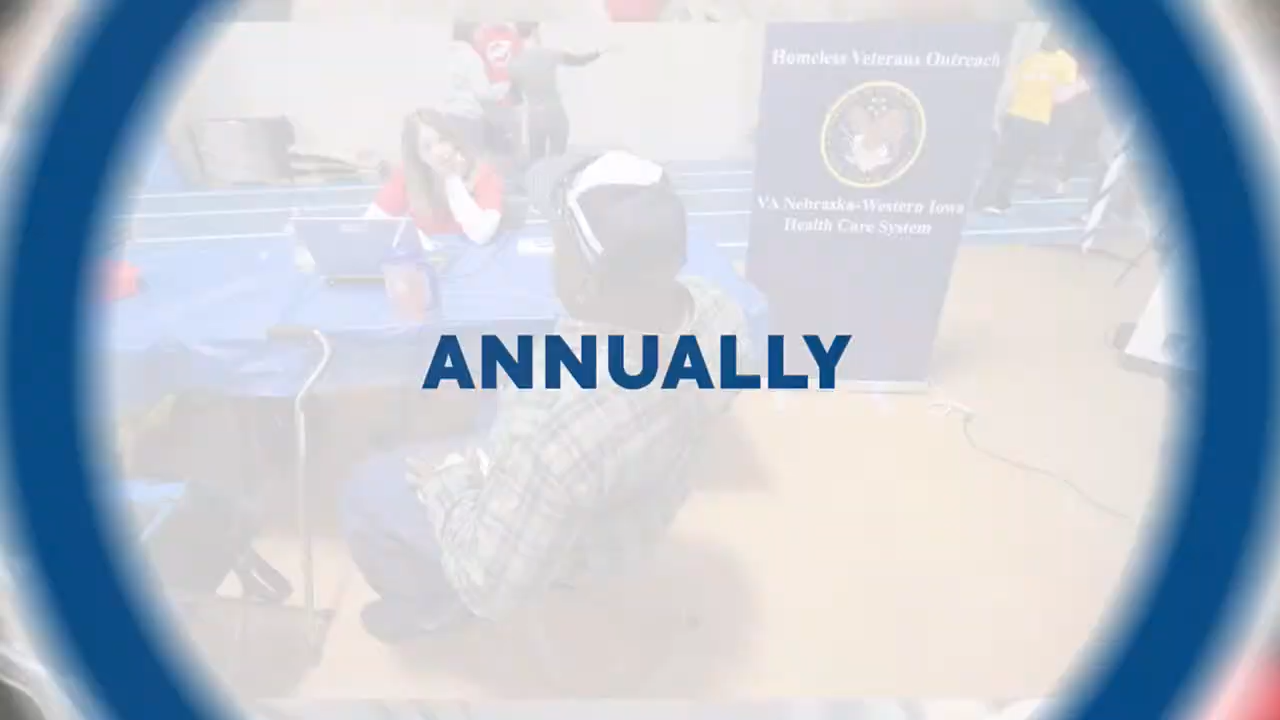 Homeless Veterans Outreach
VA Nebraska-Western Iowa
Health Care System
ANNUALLY